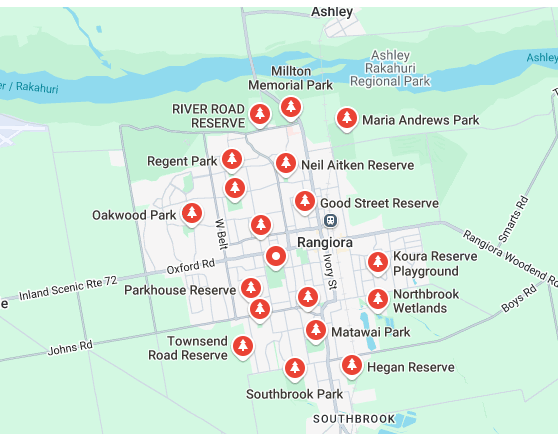 Ashley
Ashley
Rakahuri
Regional Park
Ashley
er / Rakahuri
Millton
Memorial Park
RIVER ROAD
RESERVE
Maria Andrews Park
Regent Park
Neil Aitken Reserve
Oakwood Park
Good Street Reserve
Smarts Rd
W Belt
Rangiora
Rangiora Woodend Rd
Oxford Rd
Ivory St
Koura Reserve
Playground
Inland Scenic Rte 72
Parkhouse Reserve
Northbrook
Wetlands
Boys Rd
e
Matawai Park
Johns Rd
Townsend
Road Reserve
Hegan Reserve
Southbrook Park
SOUTHBROOK